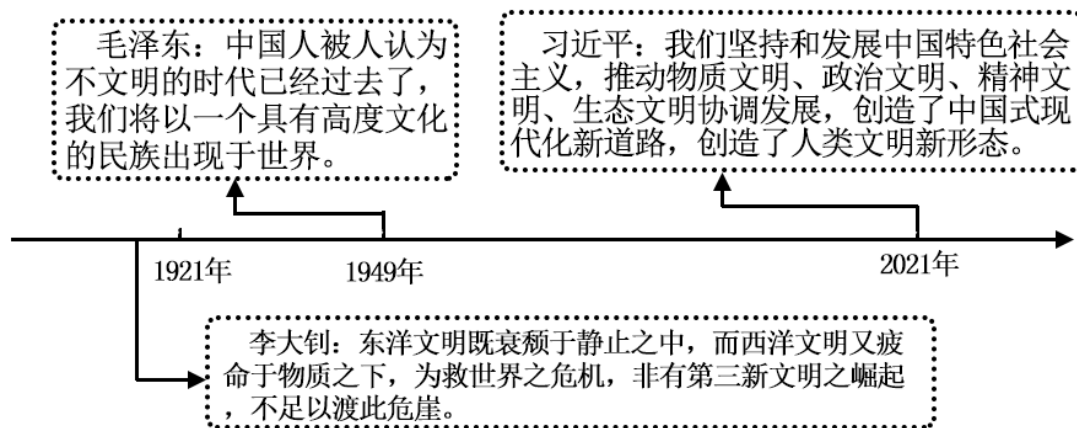 毛泽东：中国人被人认为
不文明的时代已经过去了，
我们将以一个具有高度文化
的民族出现于世界。
习近平：我们坚持和发展中国特色社会
主义，推动物质文明、政治文明、精神文
明、生态文明协调发展，创造了中国式现
代化新道路，创造了人类文明新形态。
1921年
1949年
2021年
李大钊：东洋文明既衰颓于静止之中，而西洋文明又疲
命于物质之下，为救世界之危机，非有第三新文明之崛起
，不足以渡此危崖。